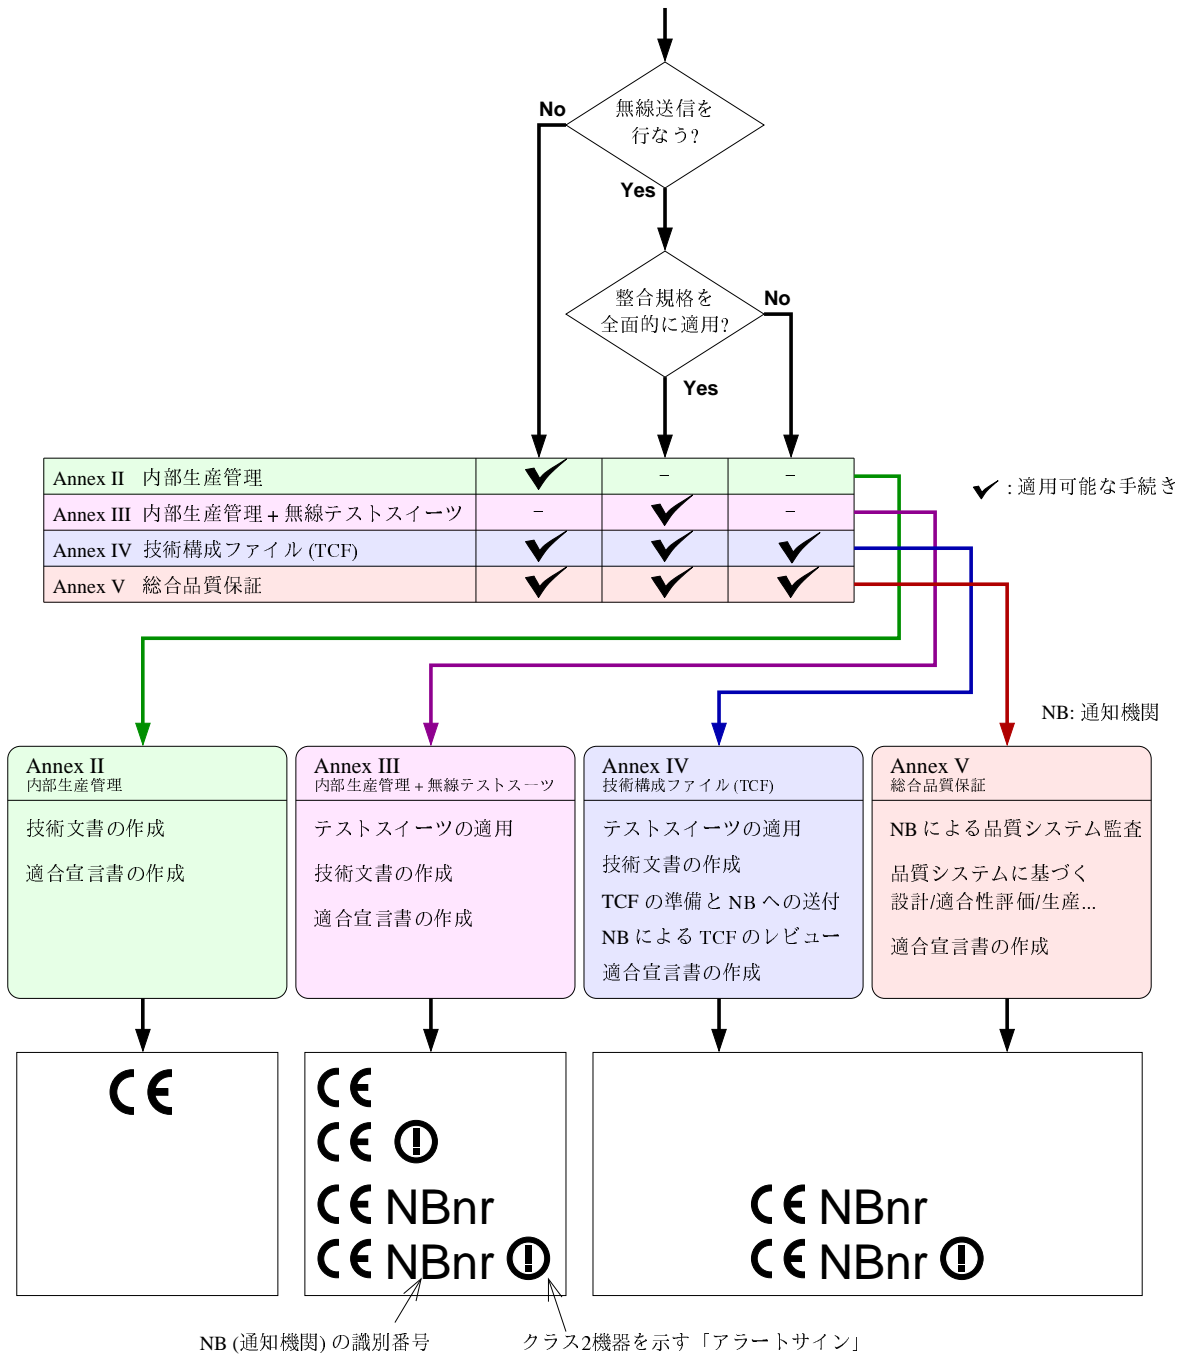 無線送信を
行なう?
No
Yes
整合規格を
全面的に適用?
No
Yes
Annex II 内部生産管理 ✔ – –
Annex III 内部生産管理 + 無線テストスイーツ – ✔ –
Annex IV 技術構成ファイル (TCF) ✔ ✔ ✔
Annex V 総合品質保証 ✔ ✔ ✔
✔ : 適用可能な手続き
NB: 通知機関
Annex II
内部生産管理
技術文書の作成
適合宣言書の作成
Annex III
内部生産管理 + 無線テストスーツ
テストスイーツの適用
技術文書の作成
適合宣言書の作成
Annex IV
技術構成ファイル (TCF)
テストスイーツの適用
技術文書の作成
TCF の準備と NB への送付
NB による TCF のレビュー
適合宣言書の作成
Annex V
総合品質保証
NB による品質システム監査
品質システムに基づく
設計/適合性評価/生産...
適合宣言書の作成
CE
CE
CE !
CE NBnr
CE NBnr !
CE NBnr
CE NBnr !
NB (通知機関) の識別番号
クラス2機器を示す「アラートサイン」